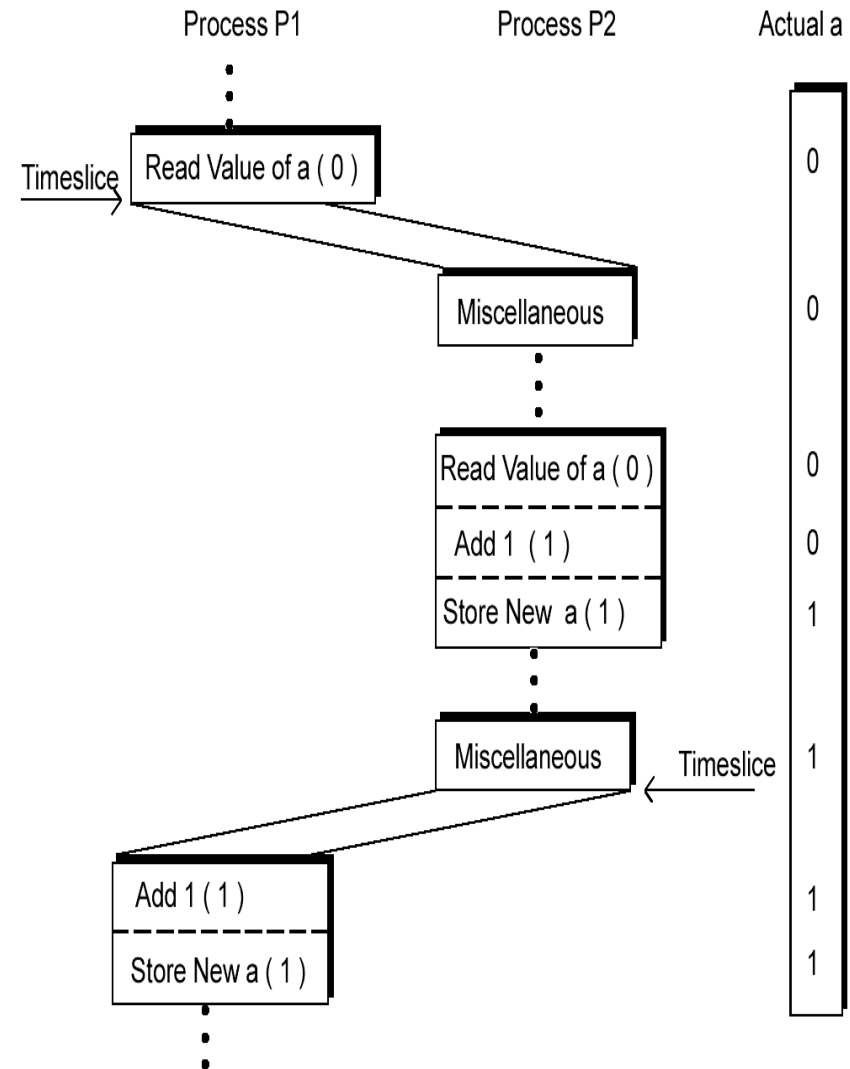 Process P1 Process P2 Actual a
Read Value of a ( 0 ) 0
Timeslice
Miscellaneous 0
Read Value of a ( 0 ) 0
Add 1 ( 1 ) 0
Store New a ( 1 ) 1
Miscellaneous Timeslice 1
Add 1 ( 1 ) 1
Store New a ( 1 ) 1